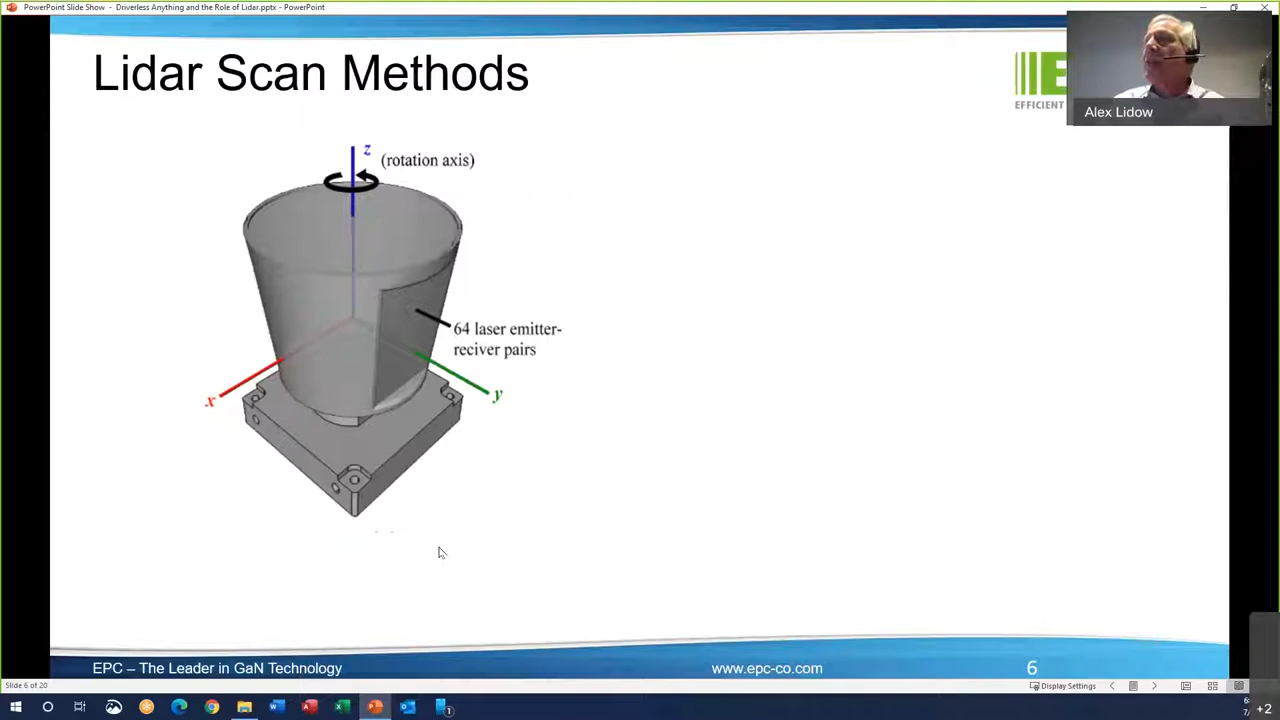 PowerPoint Slide Show - Driverless Anything and the Role of Lidar.pptx - PowerPoint
Lidar Scan Methods
E
EFFICIENT
Alex Lidow
z
(rotation axis)
64 laser emitter-
reciver pairs
x
y
EPC – The Leader in GaN Technology
www.epc-co.com
6
Slide 6 of 20
Display Settings
+2